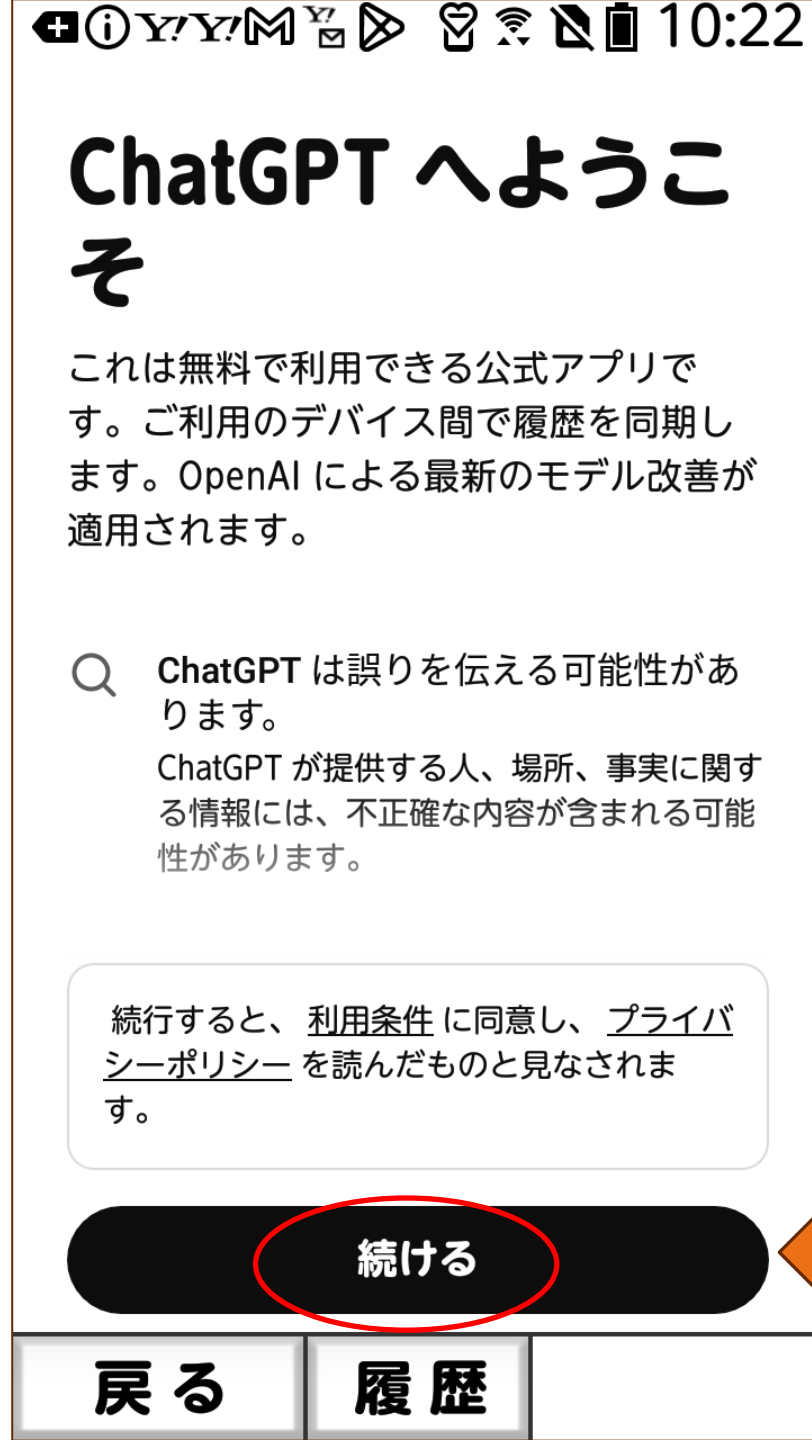 Y! Y! M Y! 10:22
ChatGPT へようこ
そ
これは無料で利用できる公式アプリで
す。ご利用のデバイス間で履歴を同期し
ます。OpenAI による最新のモデル改善が
適用されます。
ChatGPT は誤りを伝える可能性があ
ります。
ChatGPT が提供する人、場所、事実に関す
る情報には、不正確な内容が含まれる可能
性があります。
続行すると、 利用条件 に同意し、 プライバ
シーポリシー を読んだものと見なされま
す。
続ける
戻る 履歴